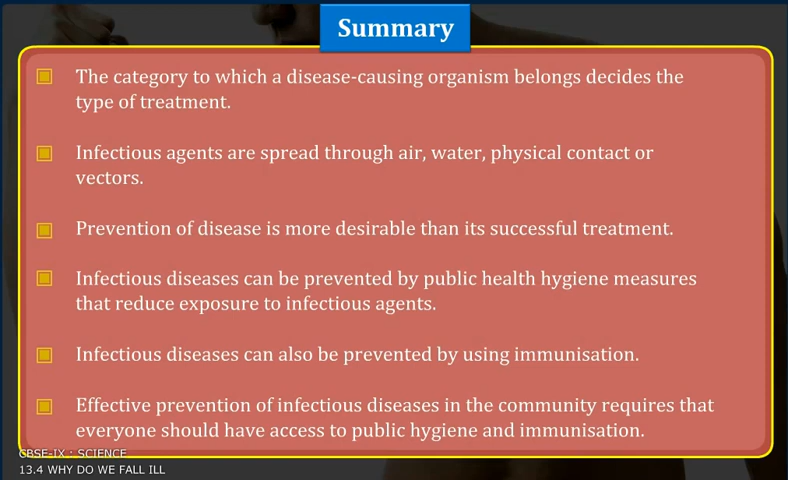 Summary
The category to which a disease-causing organism belongs decides the
type of treatment.
Infectious agents are spread through air, water, physical contact or
vectors.
Prevention of disease is more desirable than its successful treatment.
Infectious diseases can be prevented by public health hygiene measures
that reduce exposure to infectious agents.
Infectious diseases can also be prevented by using immunisation.
Effective prevention of infectious diseases in the community requires that
everyone should have access to public hygiene and immunisation.
CBSE-IX : SCIENCE
13.4 WHY DO WE FALL ILL